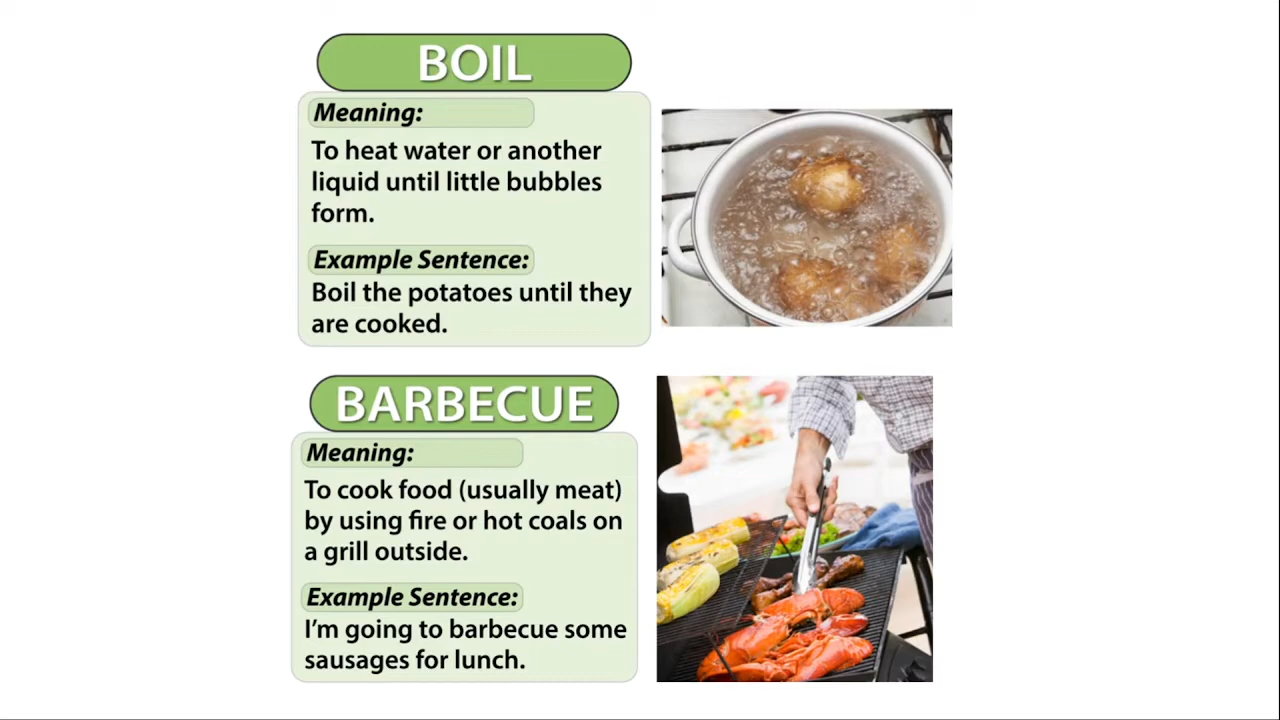 BOIL
Meaning:
To heat water or another
liquid until little bubbles
form.
Example Sentence:
Boil the potatoes until they
are cooked.
BARBECUE
Meaning:
To cook food (usually meat)
by using fire or hot coals on
a grill outside.
Example Sentence:
I'm going to barbecue some
sausages for lunch.